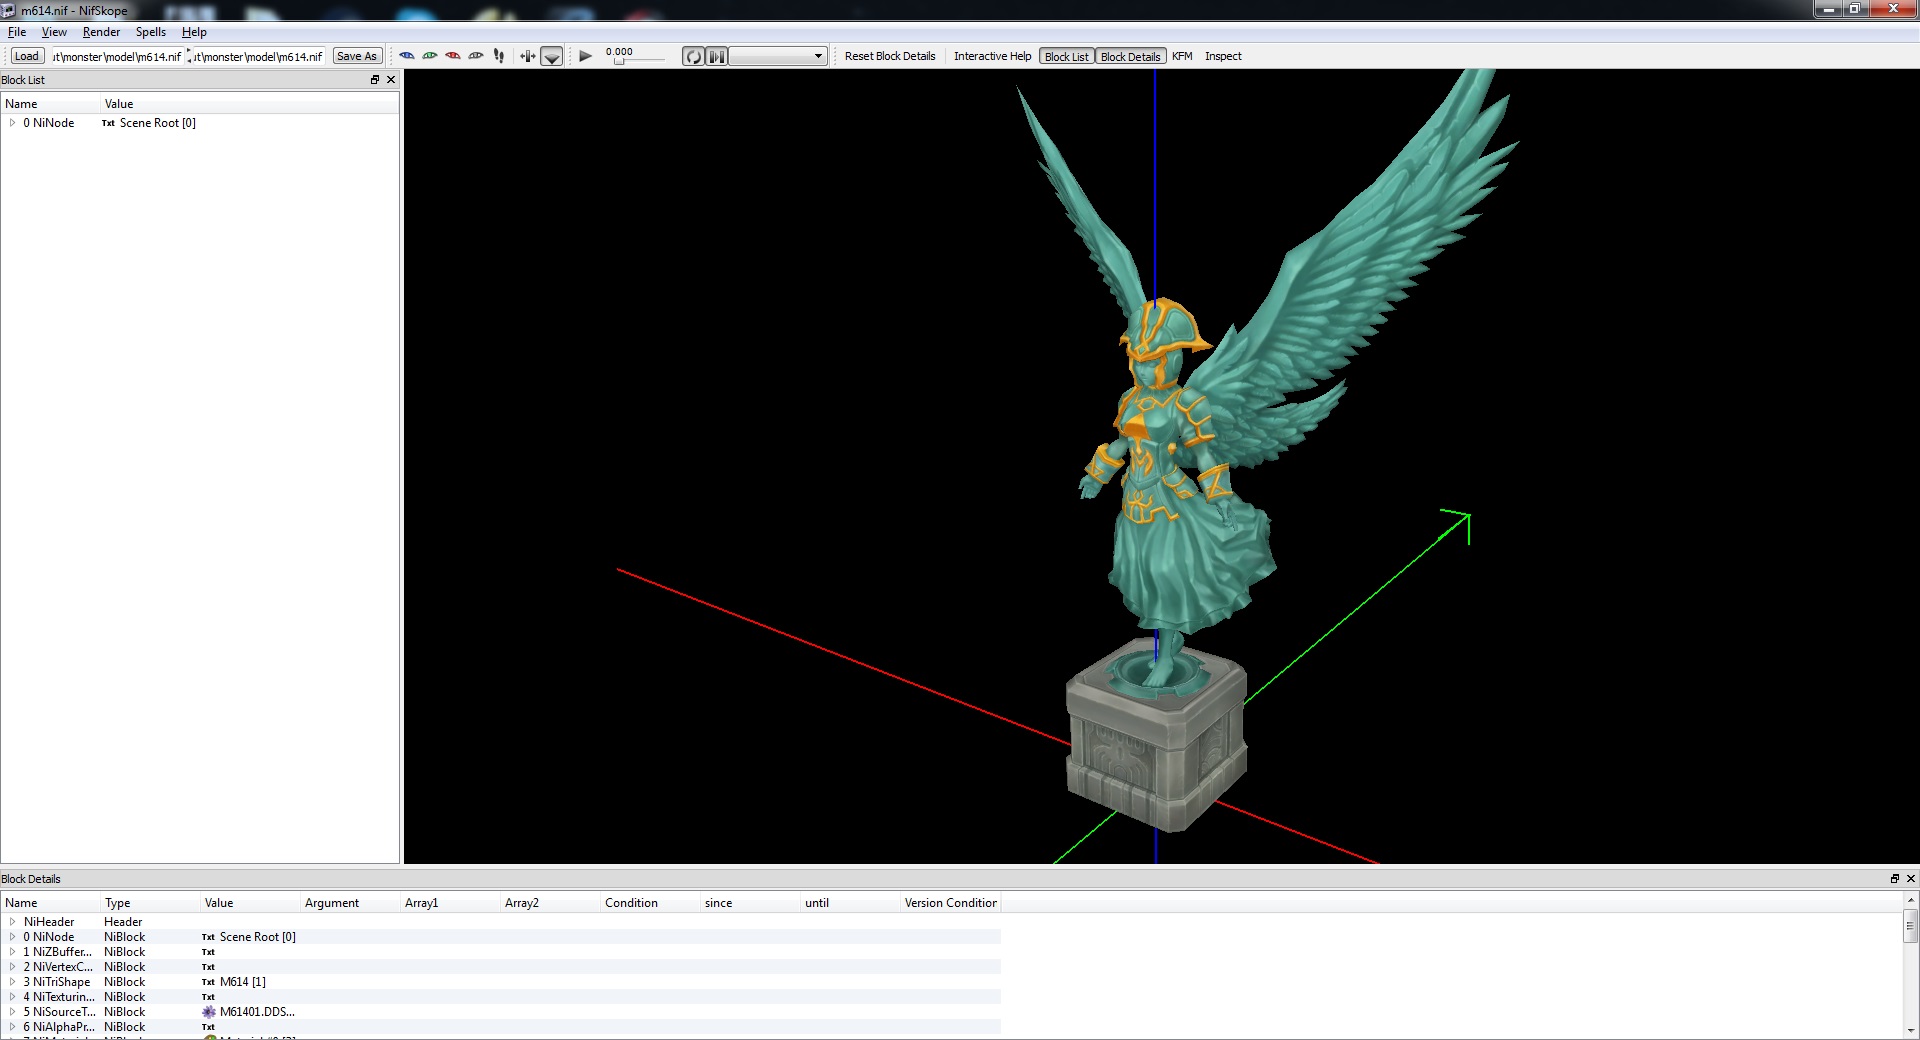 m614.nif - NifSkope
File View Render Spells Help
Load ut\monster\model\m614.nif ut\monster\model\m614.nif Save As 0.000 Reset Block Details Interactive Help Block List Block Details KFM Inspect
Block List
Name Value
0 NiNode Txt Scene Root [0]
Block Details
Name Type Value Argument Array1 Array2 Condition since until Version Condition
NiHeader Header
0 NiNode NiBlock Txt Scene Root [0]
1 NiZBuffer... NiBlock Txt
2 NiVertexC... NiBlock Txt
3 NiTriShape NiBlock Txt M614 [1]
4 NiTexturin... NiBlock Txt
5 NiSourceT... NiBlock M61401.DDS...
6 NiAlphaPr... NiBlock Txt